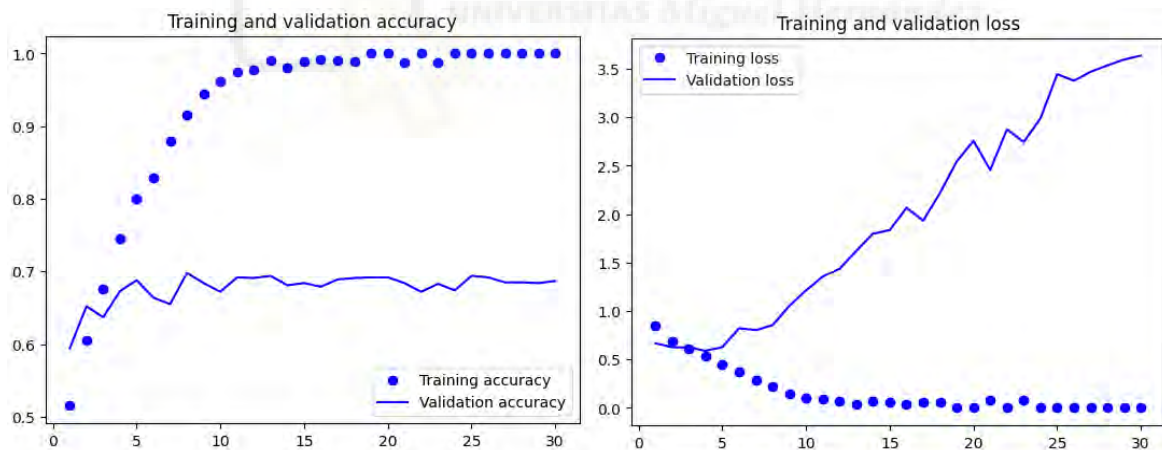 UNIVERSITAS Miguel Hernández
Training and validation accuracy
1.0
0.9
0.8
0.7
0.6
0.5
Training accuracy
Validation accuracy
0 5 10 15 20 25 30
Training and validation loss
Training loss
Validation loss
3.5
3.0
2.5
2.0
1.5
1.0
0.5
0.0
0 5 10 15 20 25 30